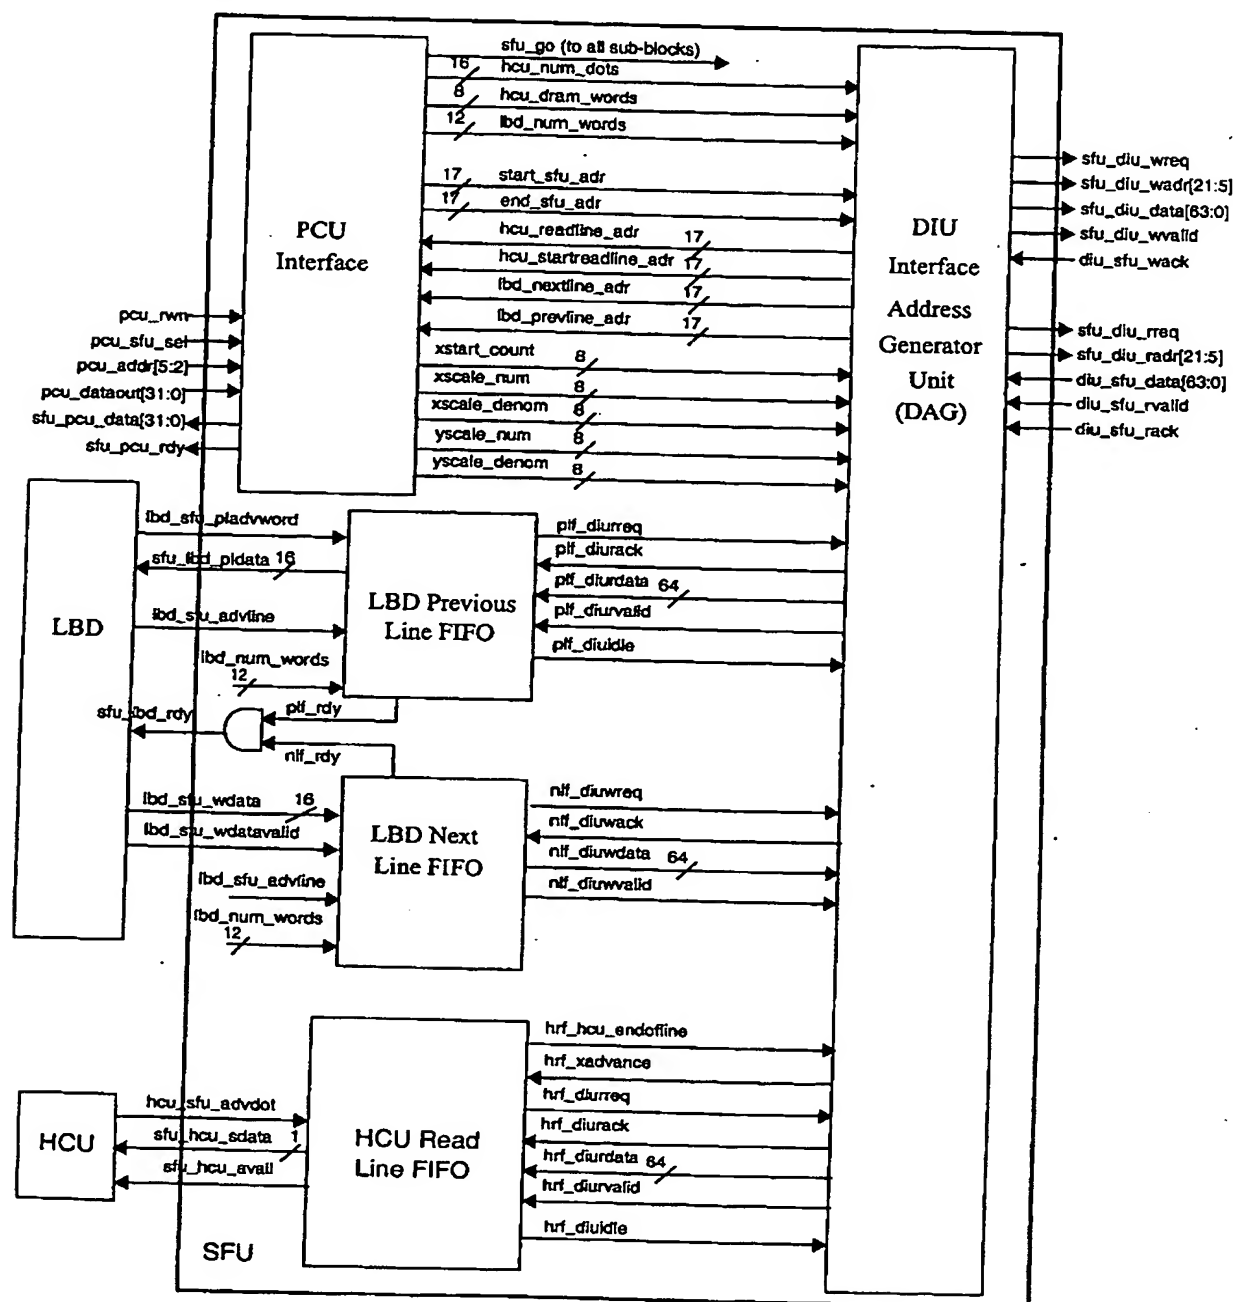 sfu_go (to all sub-blocks)
16 hcu_num_dots
8 hcu_dram_words
12 lbd_num_words
17 start_sfu_adr
17 end_sfu_adr
hcu_readline_adr 17
hcu_startreadline_adr 17
lbd_nextline_adr 17
lbd_prevline_adr 17
xstart_count 8
xscale_num 8
xscale_denom 8
yscale_num 8
yscale_denom 8
PCU
Interface
DIU
Interface
Address
Generator
Unit
(DAG)
sfu_diu_wreq
sfu_diu_wadr[21:5]
sfu_diu_data[63:0]
sfu_diu_wvalid
diu_sfu_wack
sfu_diu_rreq
sfu_diu_radr[21:5]
diu_sfu_data[63:0]
diu_sfu_rvalid
diu_sfu_rack
pcu_rwn
pcu_sfu_sel
pcu_addr[5:2]
pcu_dataout[31:0]
sfu_pcu_data[31:0]
sfu_pcu_rdy
LBD
lbd_sfu_pladvword
sfu_lbd_pldata 16
lbd_sfu_advline
lbd_num_words
12
LBD Previous
Line FIFO
plf_diurreq
plf_diurack
plf_diurdata 64
plf_diurvalid
plf_diuidle
sfu_lbd_rdy
plf_rdy
nlf_rdy
lbd_sfu_wdata 16
lbd_sfu_wdatavalid
lbd_sfu_advline
lbd_num_words
12
LBD Next
Line FIFO
nlf_diuwreq
nlf_diuwack
nlf_diuwdata 64
nlf_diuwvalid
HCU
hcu_sfu_advdot
sfu_hcu_sdata 1
sfu_hcu_avail
HCU Read
Line FIFO
hrf_hcu_endofline
hrf_xadvance
hrf_diurreq
hrf_diurack
hrf_diurdata 64
hrf_diurvalid
hrf_diuidle
SFU